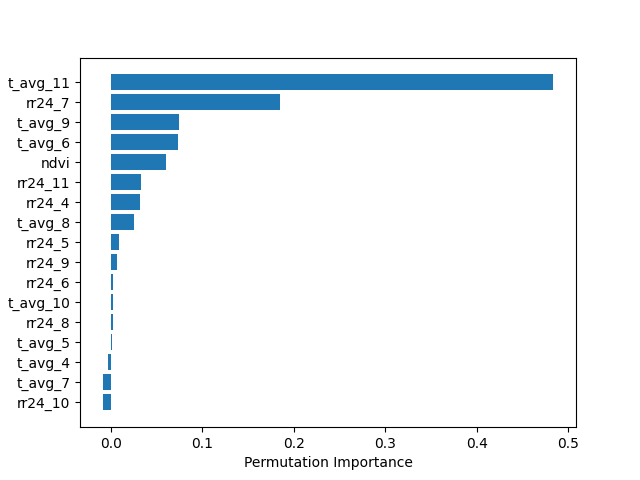 t_avg_11
rr24_7
t_avg_9
t_avg_6
ndvi
rr24_11
rr24_4
t_avg_8
rr24_5
rr24_9
rr24_6
t_avg_10
rr24_8
t_avg_5
t_avg_4
t_avg_7
rr24_10
0.0 0.1 0.2 0.3 0.4 0.5
Permutation Importance